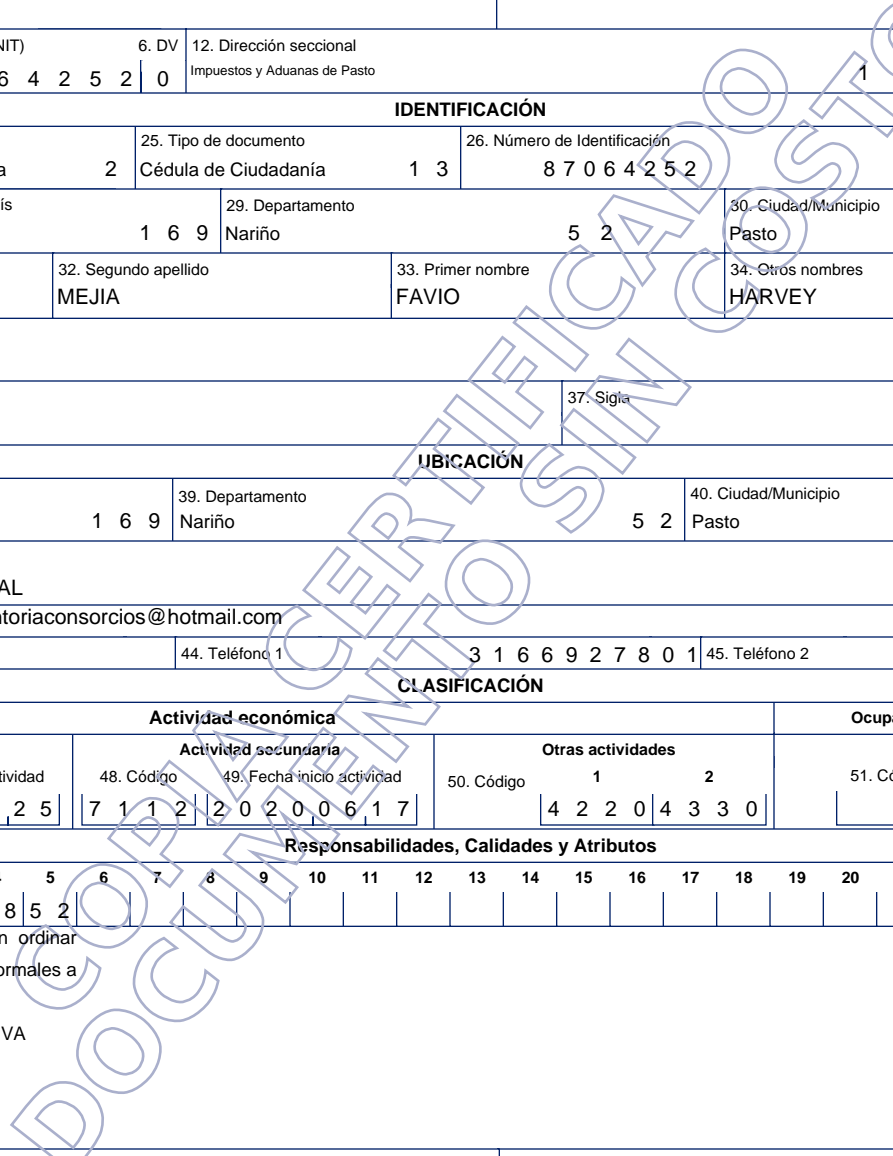 NIT) 6. DV 12. Dirección seccional
6 4 2 5 2 0 Impuestos y Aduanas de Pasto 1
IDENTIFICACIÓN
25. Tipo de documento 26. Número de Identificación
a 2 Cédula de Ciudadanía 1 3 8 7 0 6 4 2 5 2
ís 29. Departamento 30. Ciudad/Municipio
1 6 9 Nariño 5 2 Pasto
32. Segundo apellido 33. Primer nombre 34. Otros nombres
MEJIA FAVIO HARVEY
37. Sigla
UBICACIÓN
39. Departamento 40. Ciudad/Municipio
1 6 9 Nariño 5 2 Pasto
AL
ntoriaconsorcios@hotmail.com
44. Teléfono 1 3 1 6 6 9 2 7 8 0 1 45. Teléfono 2
CLASIFICACIÓN
Actividad económica Ocupa
Actividad secundaria Otras actividades
tividad 48. Código 49. Fecha inicio actividad 50. Código 1 2 51. Có
2 5 7 1 1 2 2 0 2 0 0 6 1 7 4 2 2 0 4 3 3 0
Responsabilidades, Calidades y Atributos
5 6 7 8 9 10 11 12 13 14 15 16 17 18 19 20
8 5 2
n ordinar
ormales a
VA
COPIA CERTIFICADO
DOCUMENTO SIN COSTO